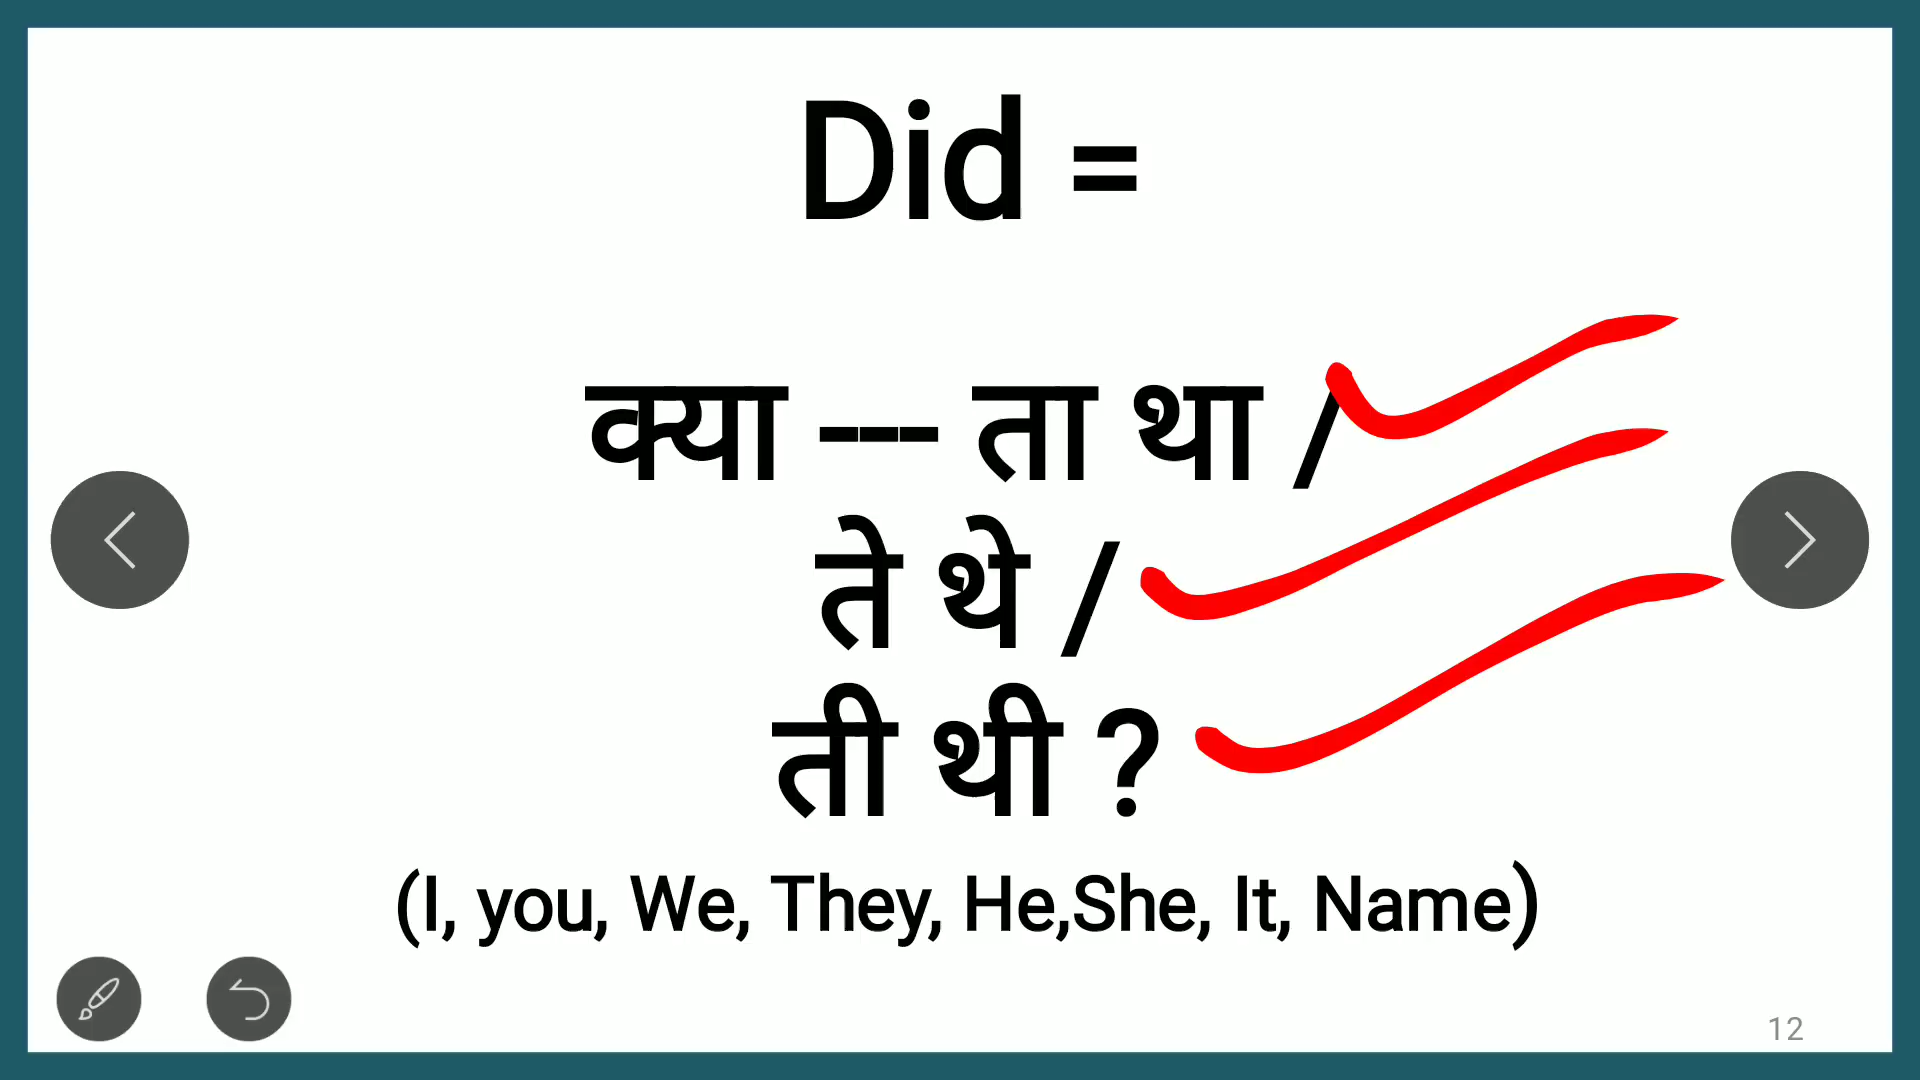 Did =
क्या --- ता था /
ते थे /
ती थी ?
(I, you, We, They, He,She, It, Name)
12